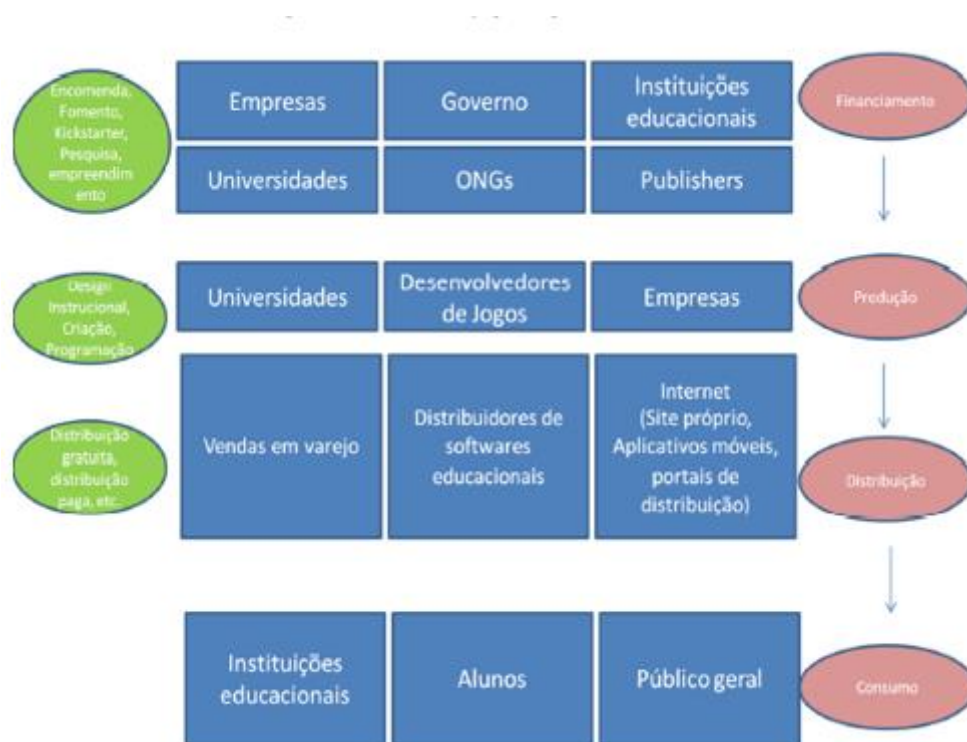 Encomenda,
Fomento,
Kickstarter,
Pesquisa,
empreendim
ento
Empresas
Governo
Instituições
educacionais
Financiamento
Universidades
ONGs
Publishers
Design
Instrucional,
Criação,
Programação
Universidades
Desenvolvedores
de Jogos
Empresas
Produção
Distribuição
gratuita,
distribuição
paga, etc
Vendas em varejo
Distribuidores de
softwares
educacionais
Internet
(Site próprio,
Aplicativos móveis,
portais de
distribuição)
Distribuição
Instituições
educacionais
Alunos
Público geral
Consumo